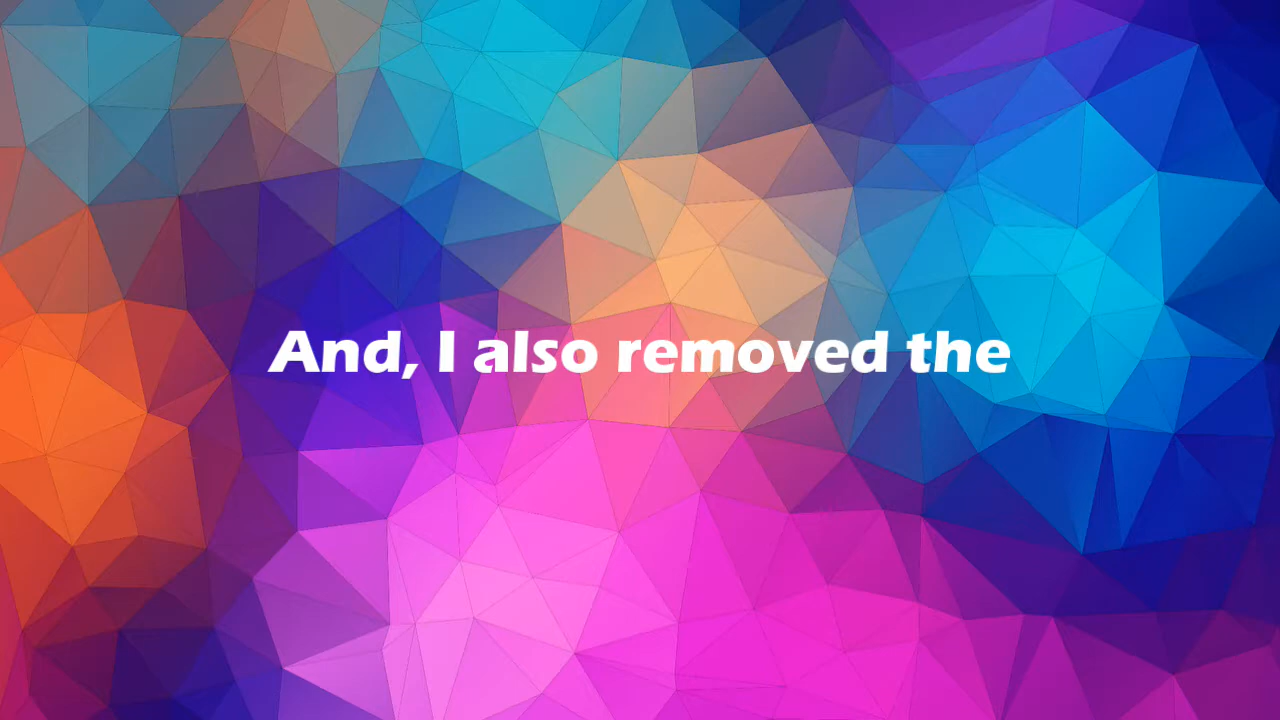 And, I also removed the